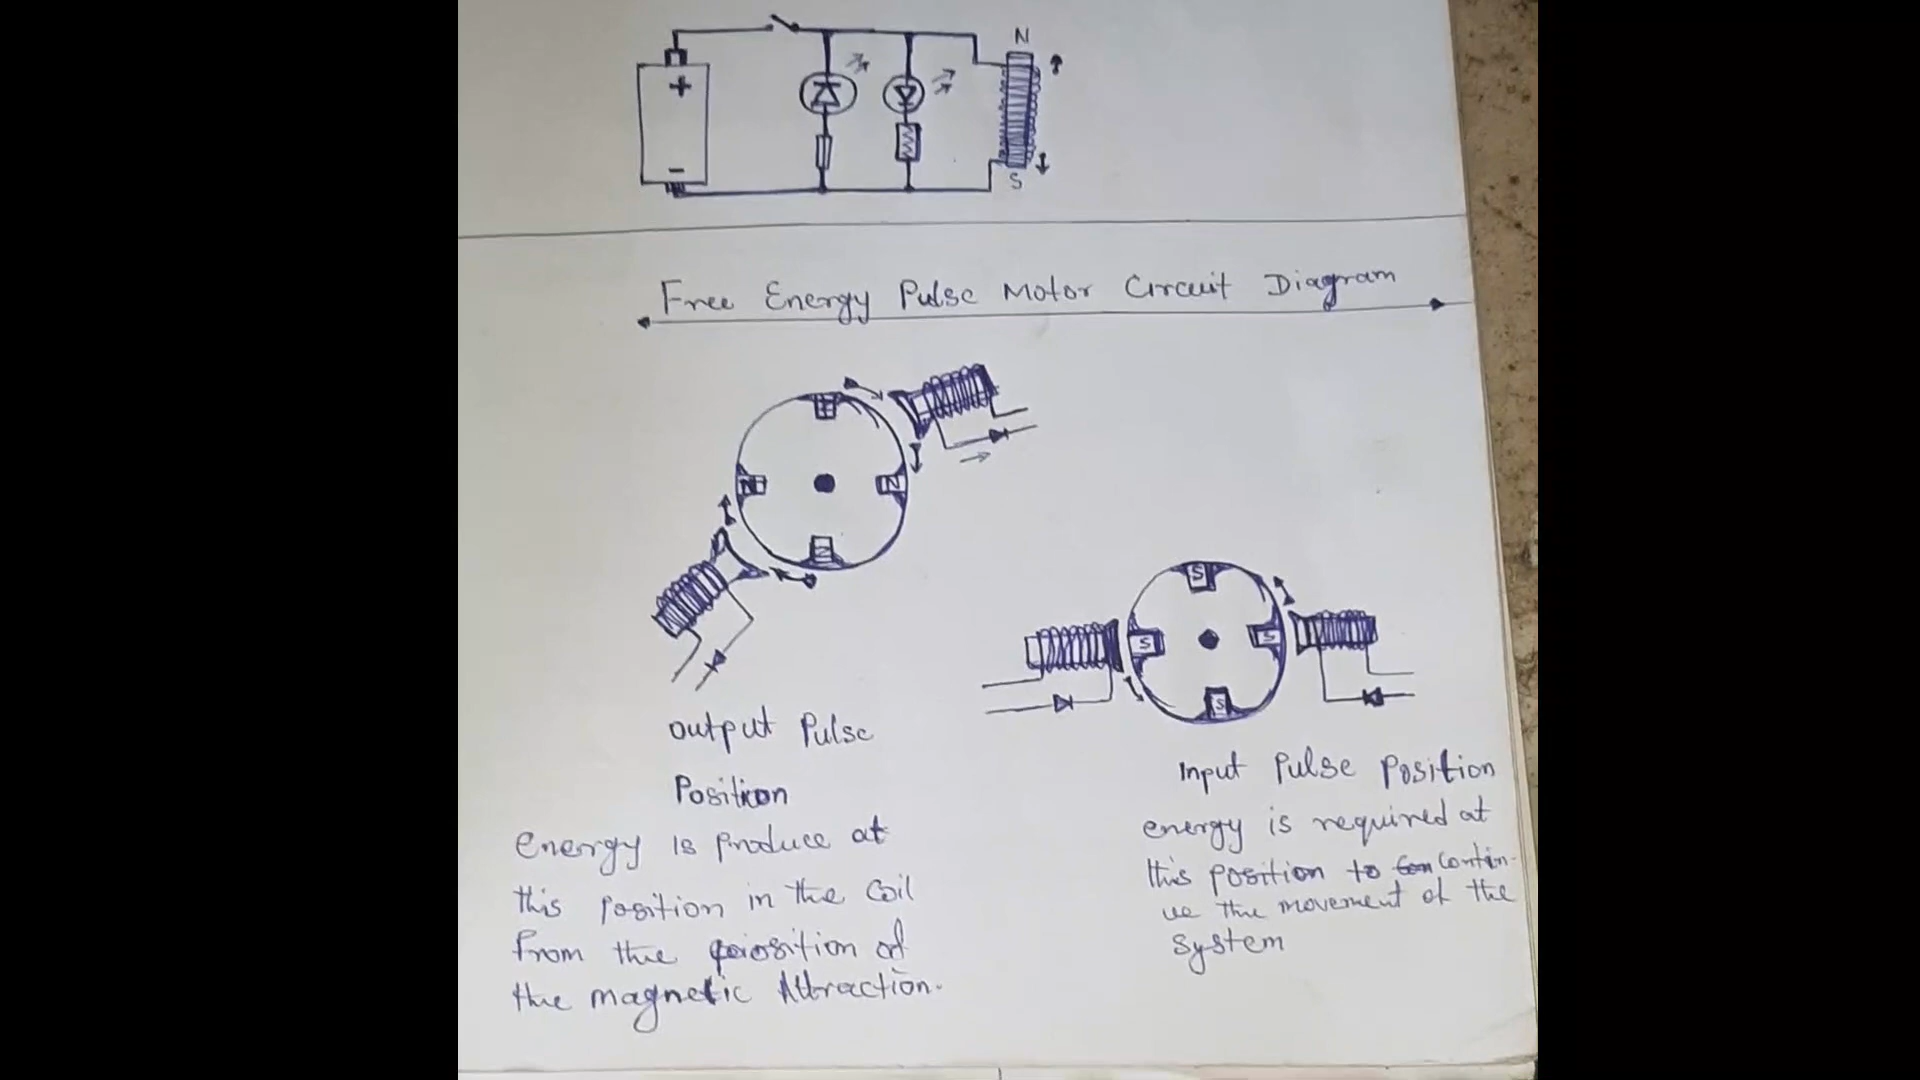 +
-
N
S
Free Energy Pulse Motor Circuit Diagram
N
N
N
N
S
S
S
S
Output Pulse
Position
energy is produce at
this position in the coil
from the position of
the magnetic Attraction.
Input Pulse Position
energy is required at
this position to con contin-
ue the movement of the
system